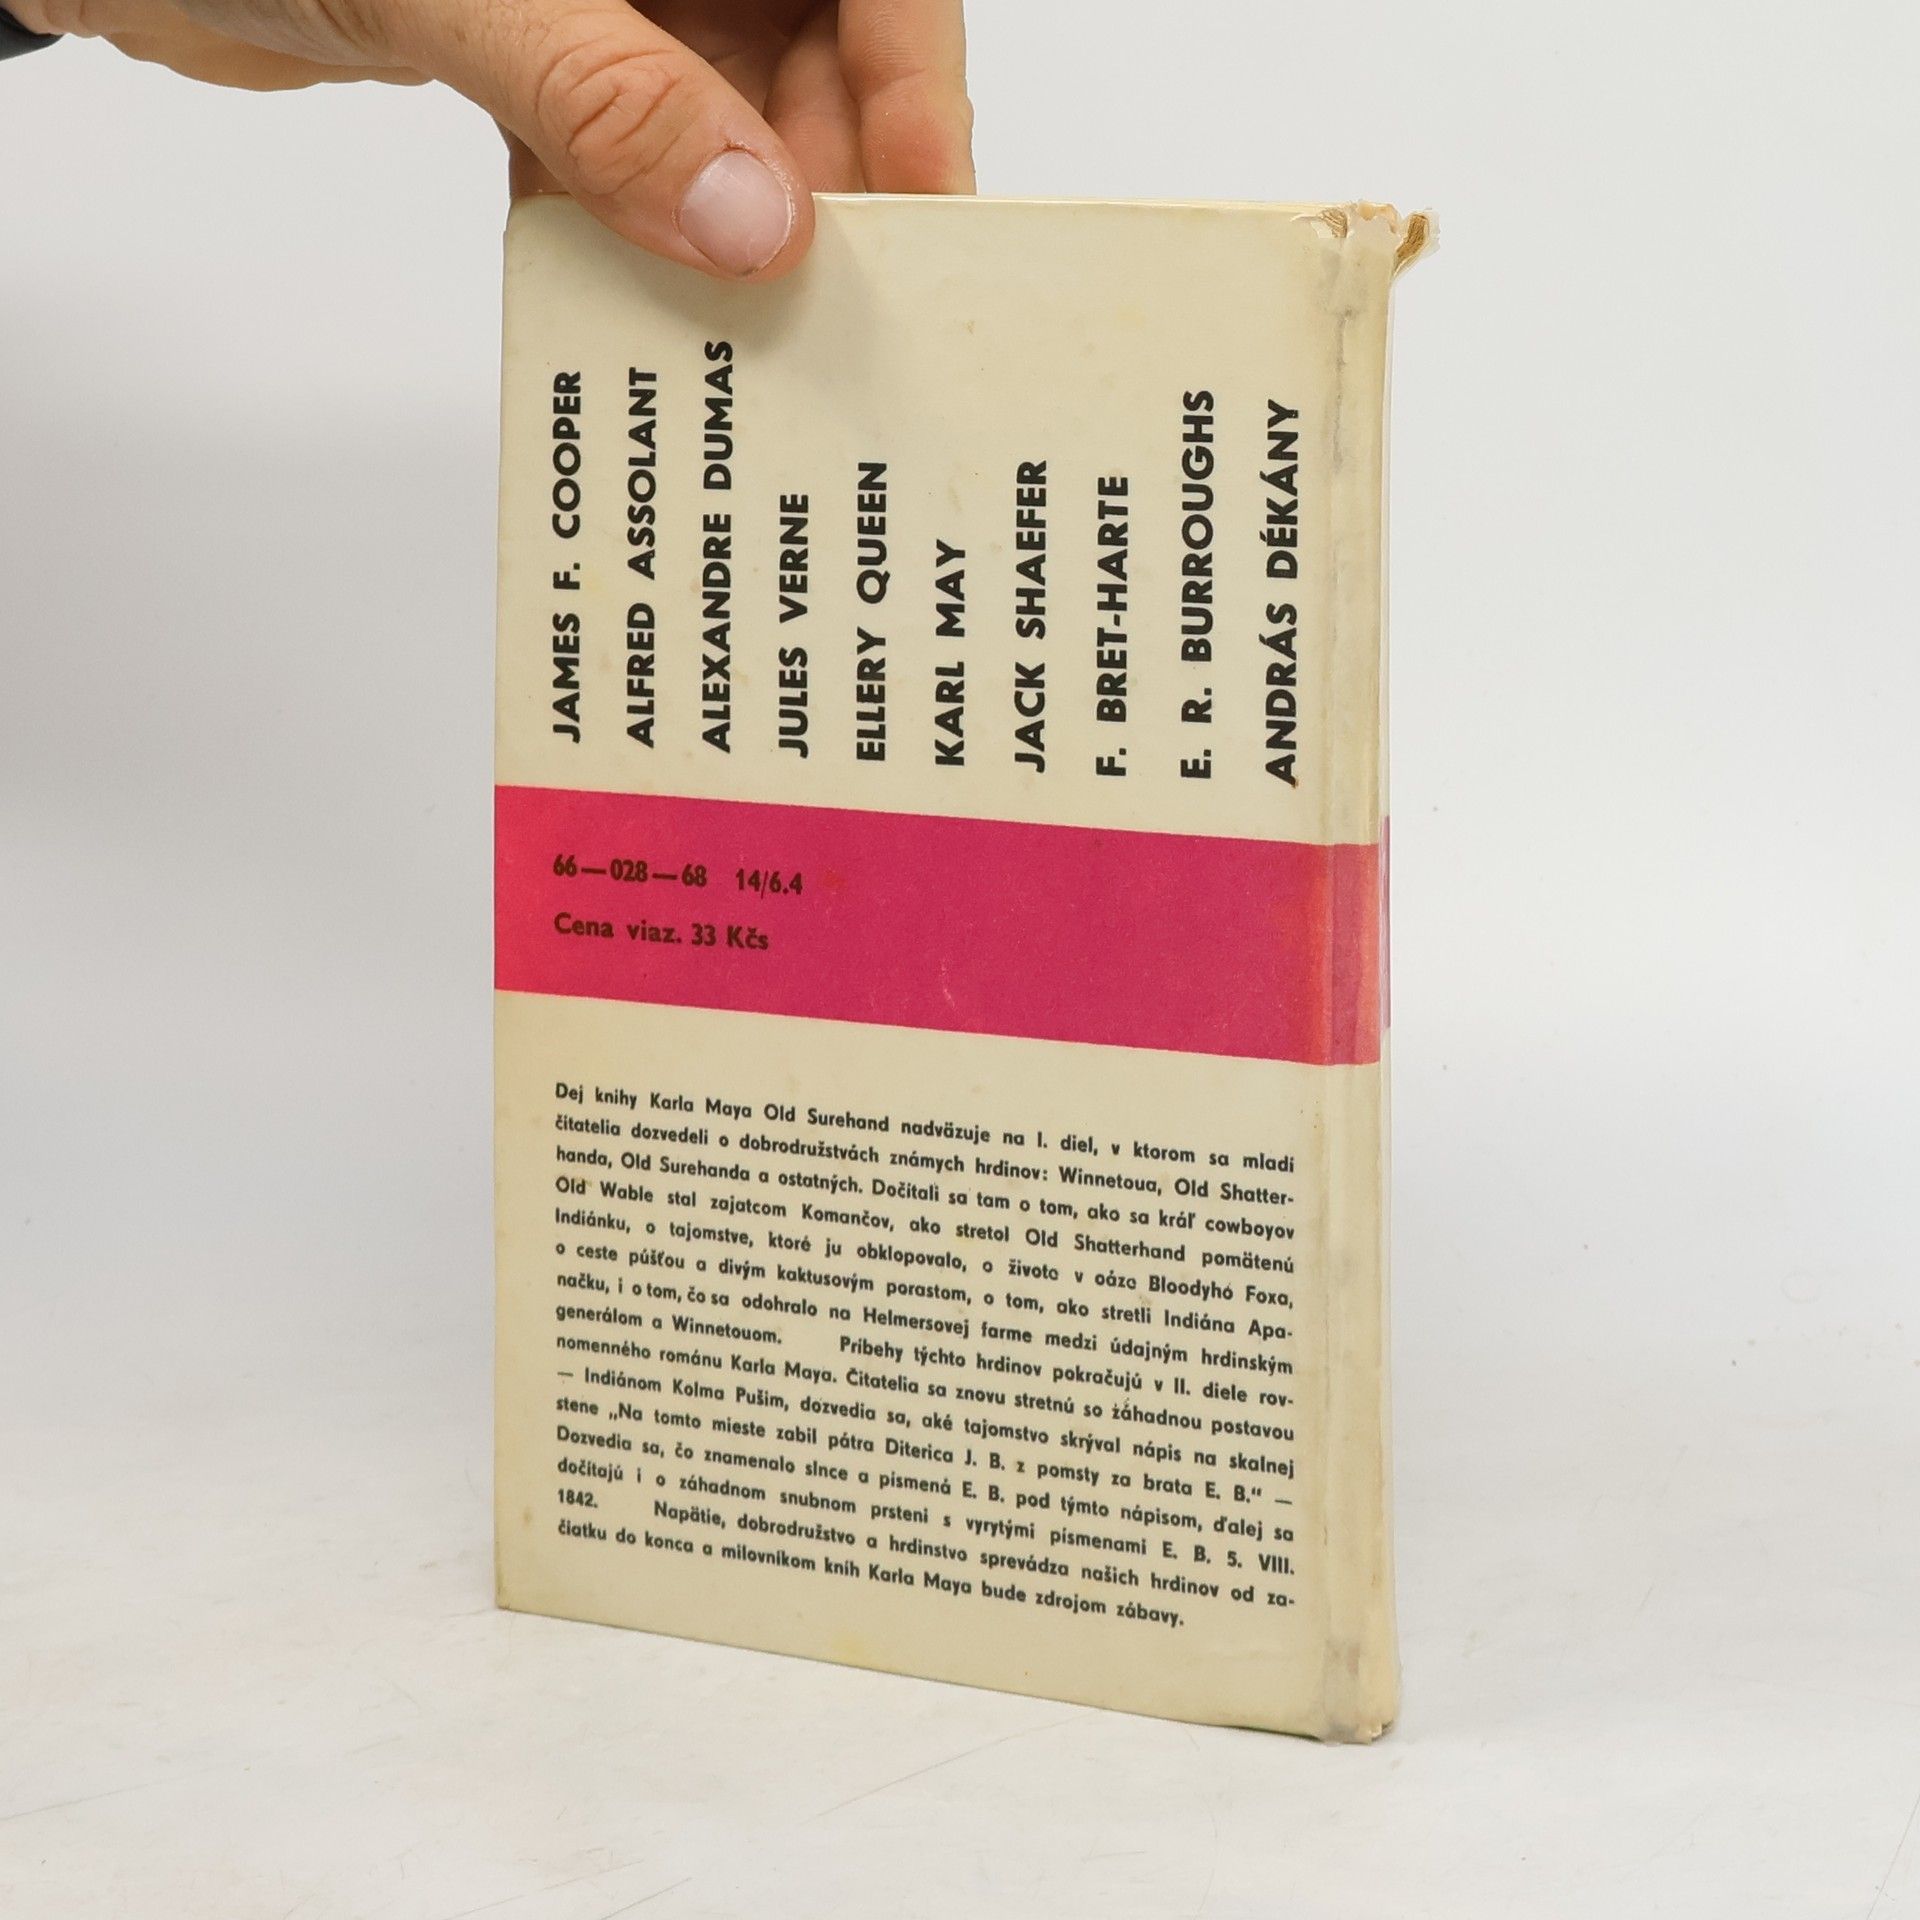 JAMES F. COOPER
ALFRED ASSOLANT
ALEXANDRE DUMAS
JULES VERNE
ELLERY QUEEN
KARL MAY
JACK SHAEFER
F. BRET-HARTE
E. R. BURROUGHS
ANDRÁS DÉKÁNY
66—028—68 14/6.4
Cena viaz. 33 Kčs
Dej knihy Karla Maya Old Surehand nadväzuje na I. diel, v ktorom sa mladí
čitatelia dozvedeli o dobrodružstvách známych hrdinov: Winnetoua, Old Shatter-
handa, Old Surehanda a ostatných. Dočítali sa tam o tom, ako sa kráľ cowboyov
Old Wable stal zajatcom Komančov, ako stretol Old Shatterhand pomätenú
Indiánku, o tajomstve, ktoré ju obklopovalo, o živote v oáze Bloodyho Foxa,
o ceste púšťou a divým kaktusovým porastom, o tom, ako stretli Indiána Apa-
načku, i o tom, čo sa odohralo na Helmersovej farme medzi údajným hrdinským
generálom a Winnetouom. Príbehy týchto hrdinov pokračujú v II. diele rov-
nomenného románu Karla Maya. Čitatelia sa znovu stretnú so záhadnou postavou
— Indiánom Kolma Pušim, dozvedia sa, aké tajomstvo skrýval nápis na skalnej
stene „Na tomto mieste zabil pátra Diterica J. B. z pomsty za brata E. B.“ —
Dozvedia sa, čo znamenalo slnce a písmená E. B. pod týmto nápisom, ďalej sa
dočítajú i o záhadnom snubnom prsteni s vyrytými písmenami E. B. 5. VIII.
1842. Napätie, dobrodružstvo a hrdinstvo sprevádza našich hrdinov od za-
čiatku do konca a milovníkom kníh Karla Maya bude zdrojom zábavy.